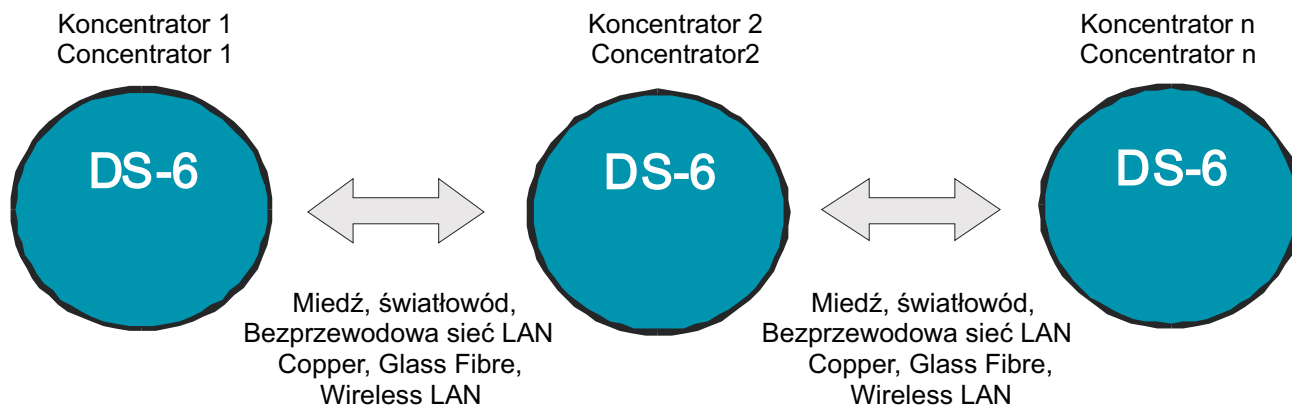 Koncentrator 1
Concentrator 1
Koncentrator 2
Concentrator2
Koncentrator n
Concentrator n
DS-6
DS-6
DS-6
Miedź, światłowód,
Bezprzewodowa sieć LAN
Copper, Glass Fibre,
Wireless LAN
Miedź, światłowód,
Bezprzewodowa sieć LAN
Copper, Glass Fibre,
Wireless LAN